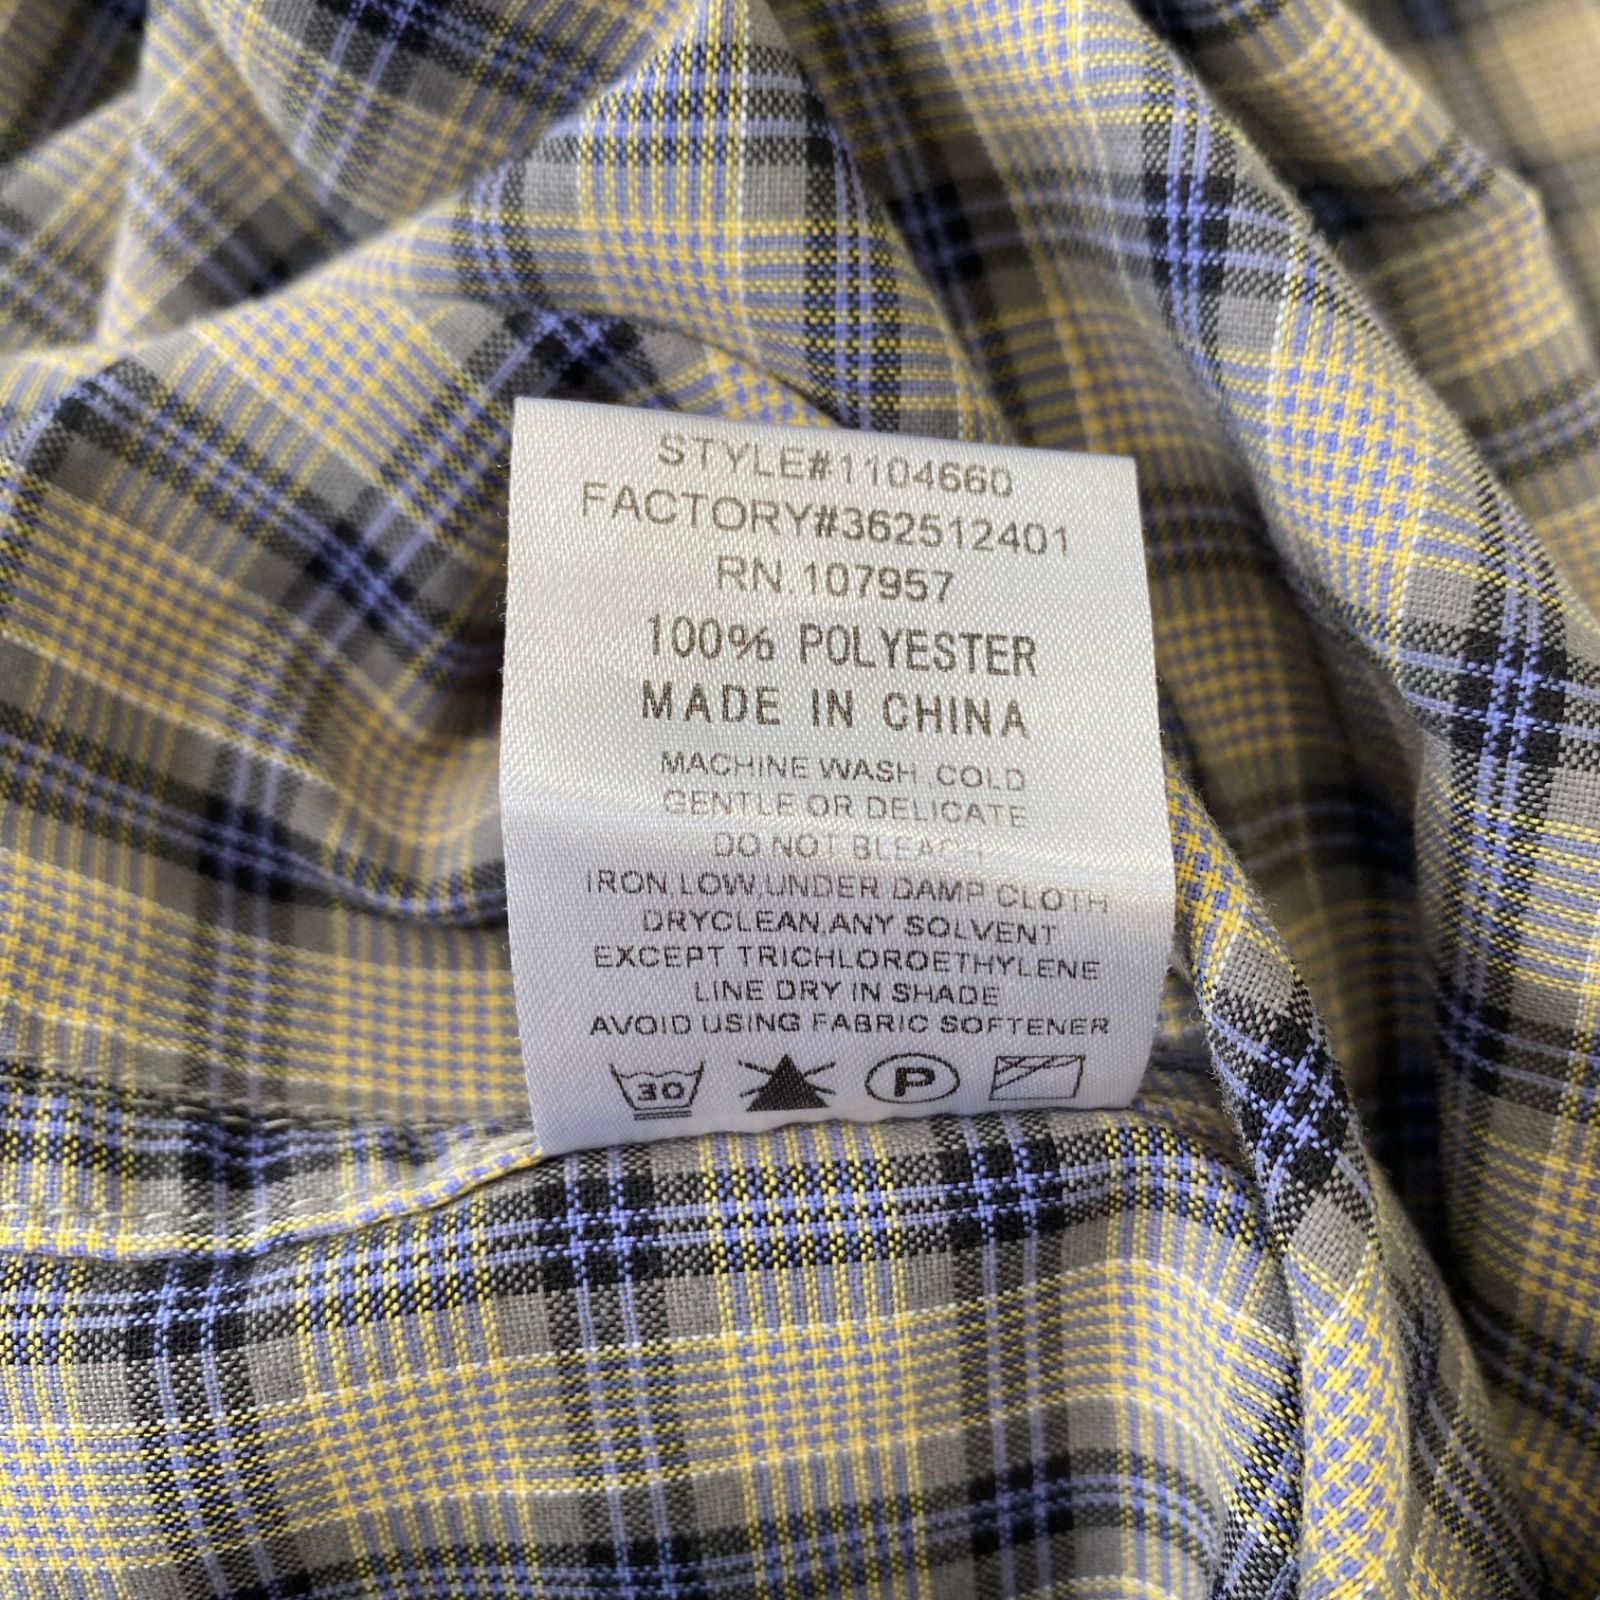 STYLE#1104660
FACTORY#362512401
RN.107957
100% POLYESTER
MADE IN CHINA
MACHINE WASH ,COLD
GENTLE OR DELICATE
DO NOT BLEACH
IRON,LOW,UNDER DAMP CLOTH
DRYCLEAN,ANY SOLVENT
EXCEPT TRICHLOROETHYLENE
LINE DRY IN SHADE
AVOID USING FABRIC SOFTENER
30 P